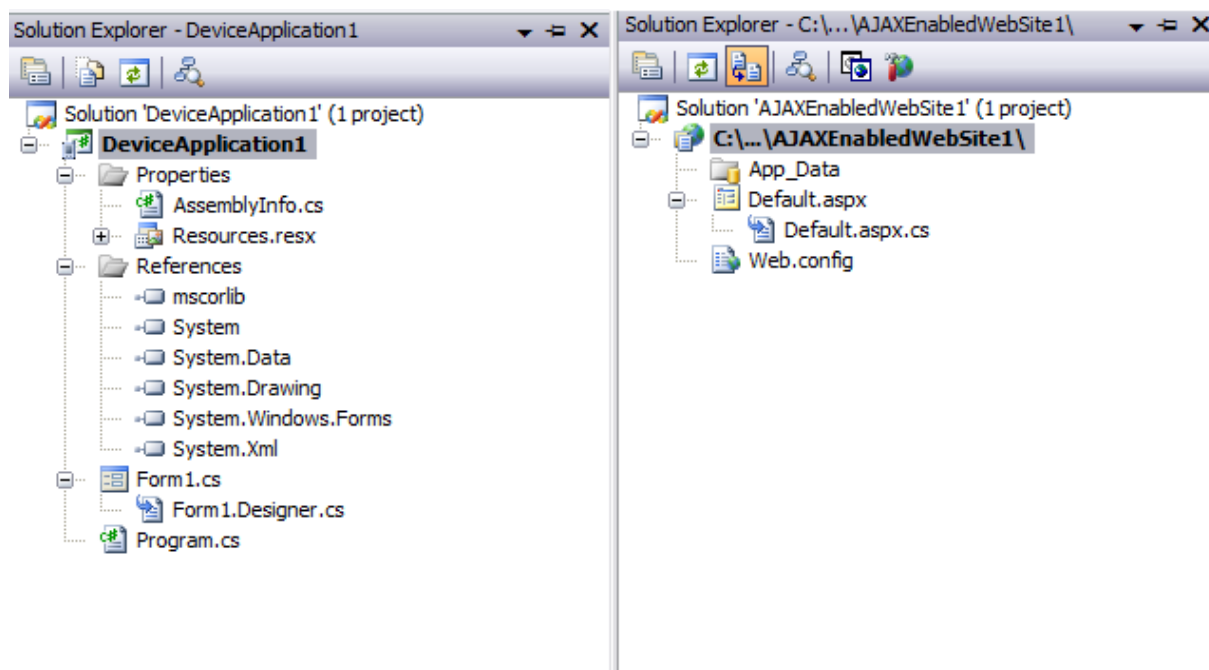 Solution Explorer - DeviceApplication1
Solution 'DeviceApplication1' (1 project)
DeviceApplication1
Properties
AssemblyInfo.cs
Resources.resx
References
mscorlib
System
System.Data
System.Drawing
System.Windows.Forms
System.Xml
Form1.cs
Form1.Designer.cs
Program.cs
Solution Explorer - C:\...\AJAXEnabledWebSite1\
Solution 'AJAXEnabledWebSite1' (1 project)
C:\...\AJAXEnabledWebSite1\
App_Data
Default.aspx
Default.aspx.cs
Web.config